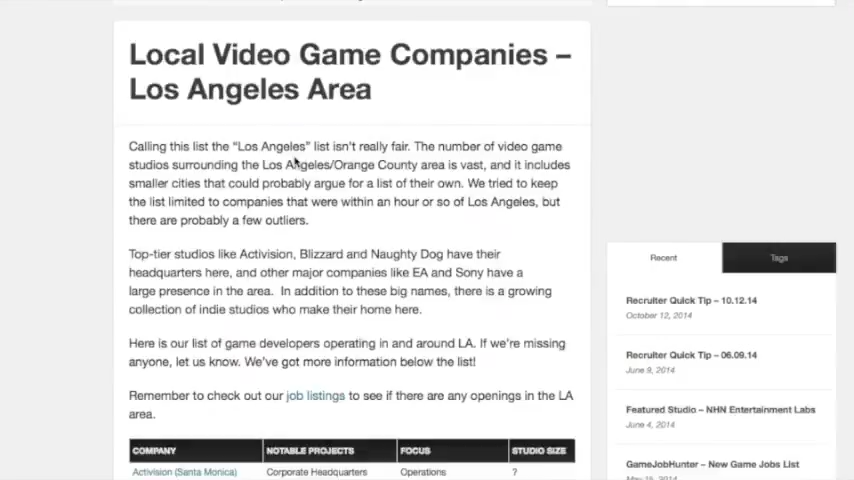 Local Video Game Companies –
Los Angeles Area
Calling this list the “Los Angeles” list isn’t really fair. The number of video game
studios surrounding the Los Angeles/Orange County area is vast, and it includes
smaller cities that could probably argue for a list of their own. We tried to keep
the list limited to companies that were within an hour or so of Los Angeles, but
there are probably a few outliers.
Top-tier studios like Activision, Blizzard and Naughty Dog have their
headquarters here, and other major companies like EA and Sony have a
large presence in the area. In addition to these big names, there is a growing
collection of indie studios who make their home here.
Here is our list of game developers operating in and around LA. If we’re missing
anyone, let us know. We’ve got more information below the list!
Remember to check out our job listings to see if there are any openings in the LA
area.
COMPANY NOTABLE PROJECTS FOCUS STUDIO SIZE
Activision (Santa Monica) Corporate Headquarters Operations ?
Recent Tags
Recruiter Quick Tip – 10.12.14
October 12, 2014
Recruiter Quick Tip – 06.09.14
June 9, 2014
Featured Studio – NHN Entertainment Labs
June 4, 2014
GameJobHunter – New Game Jobs List